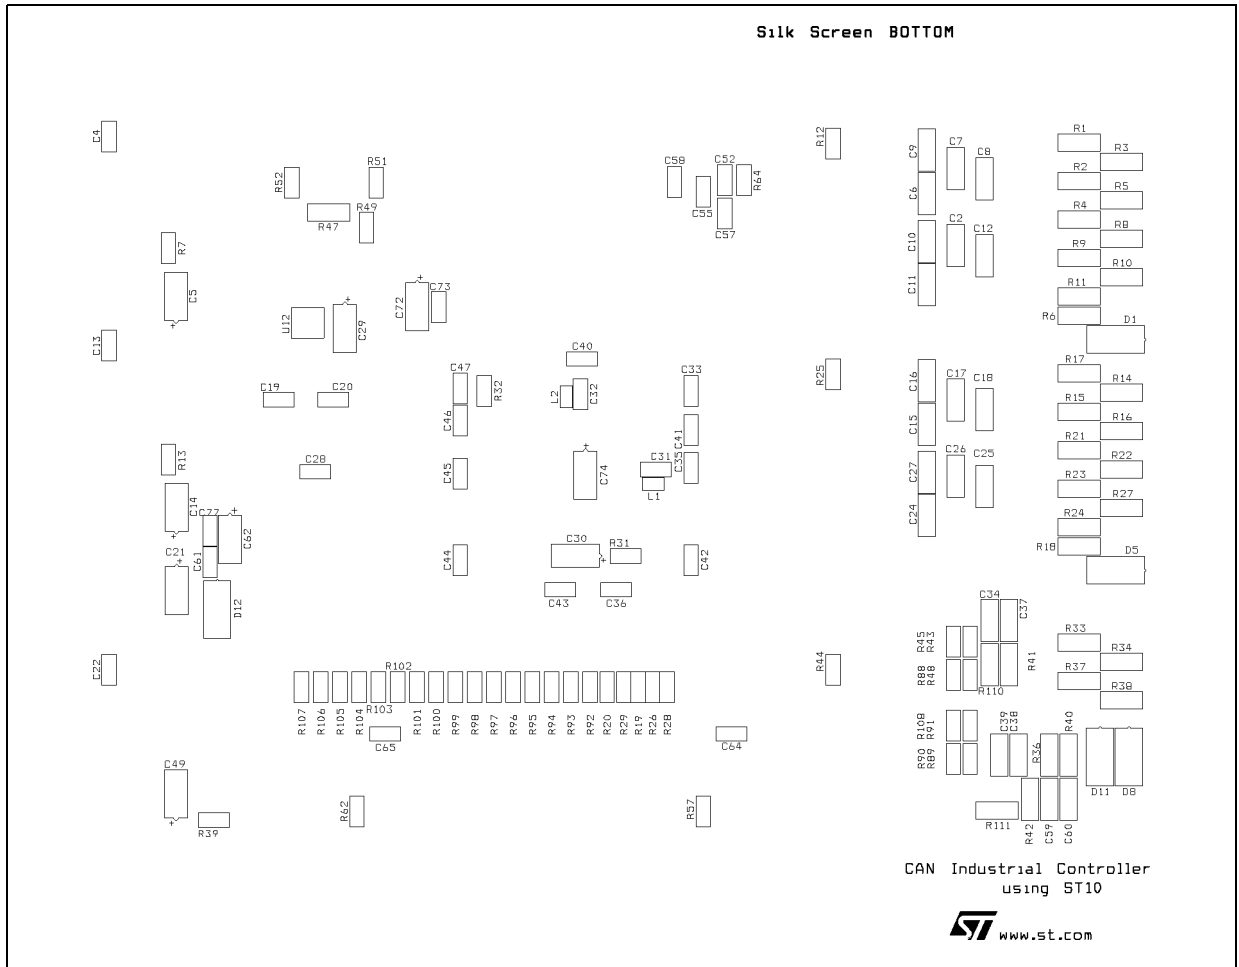 Silk Screen BOTTOM
C4
R12
C9
C7
C8
R1
R3
R52
R51
C58
C52
R64
C6
R2
R5
R47
R49
C55
C57
R4
R7
C10
C2
C12
R8
R9
C5
C72
C73
C11
R10
R11
U12
C29
R6
D1
C13
C40
R17
C19
C20
C47
R32
L2
C32
C33
R25
C16
C17
C18
R14
R15
C46
C41
C15
R16
R13
C28
C45
C74
C31
C35
L1
C27
C26
C25
R21
R22
R23
C14
C77
C62
C24
R27
R24
C21
C61
C44
C30
R31
C42
R18
D5
D12
C43
C36
C34
C37
R45
R43
R33
R34
C22
R102
R44
R88
R48
R110
R41
R37
R38
R103
R107
R106
R105
R104
R101
R100
R99
R98
R97
R96
R95
R94
R93
R92
R20
R29
R19
R26
R28
C65
C64
R108
R91
C39
C38
R40
R90
R89
R36
C49
D11
D8
R39
R62
R57
R111
R42
C59
C60
CAN Industrial Controller
using ST10
ST www.st.com